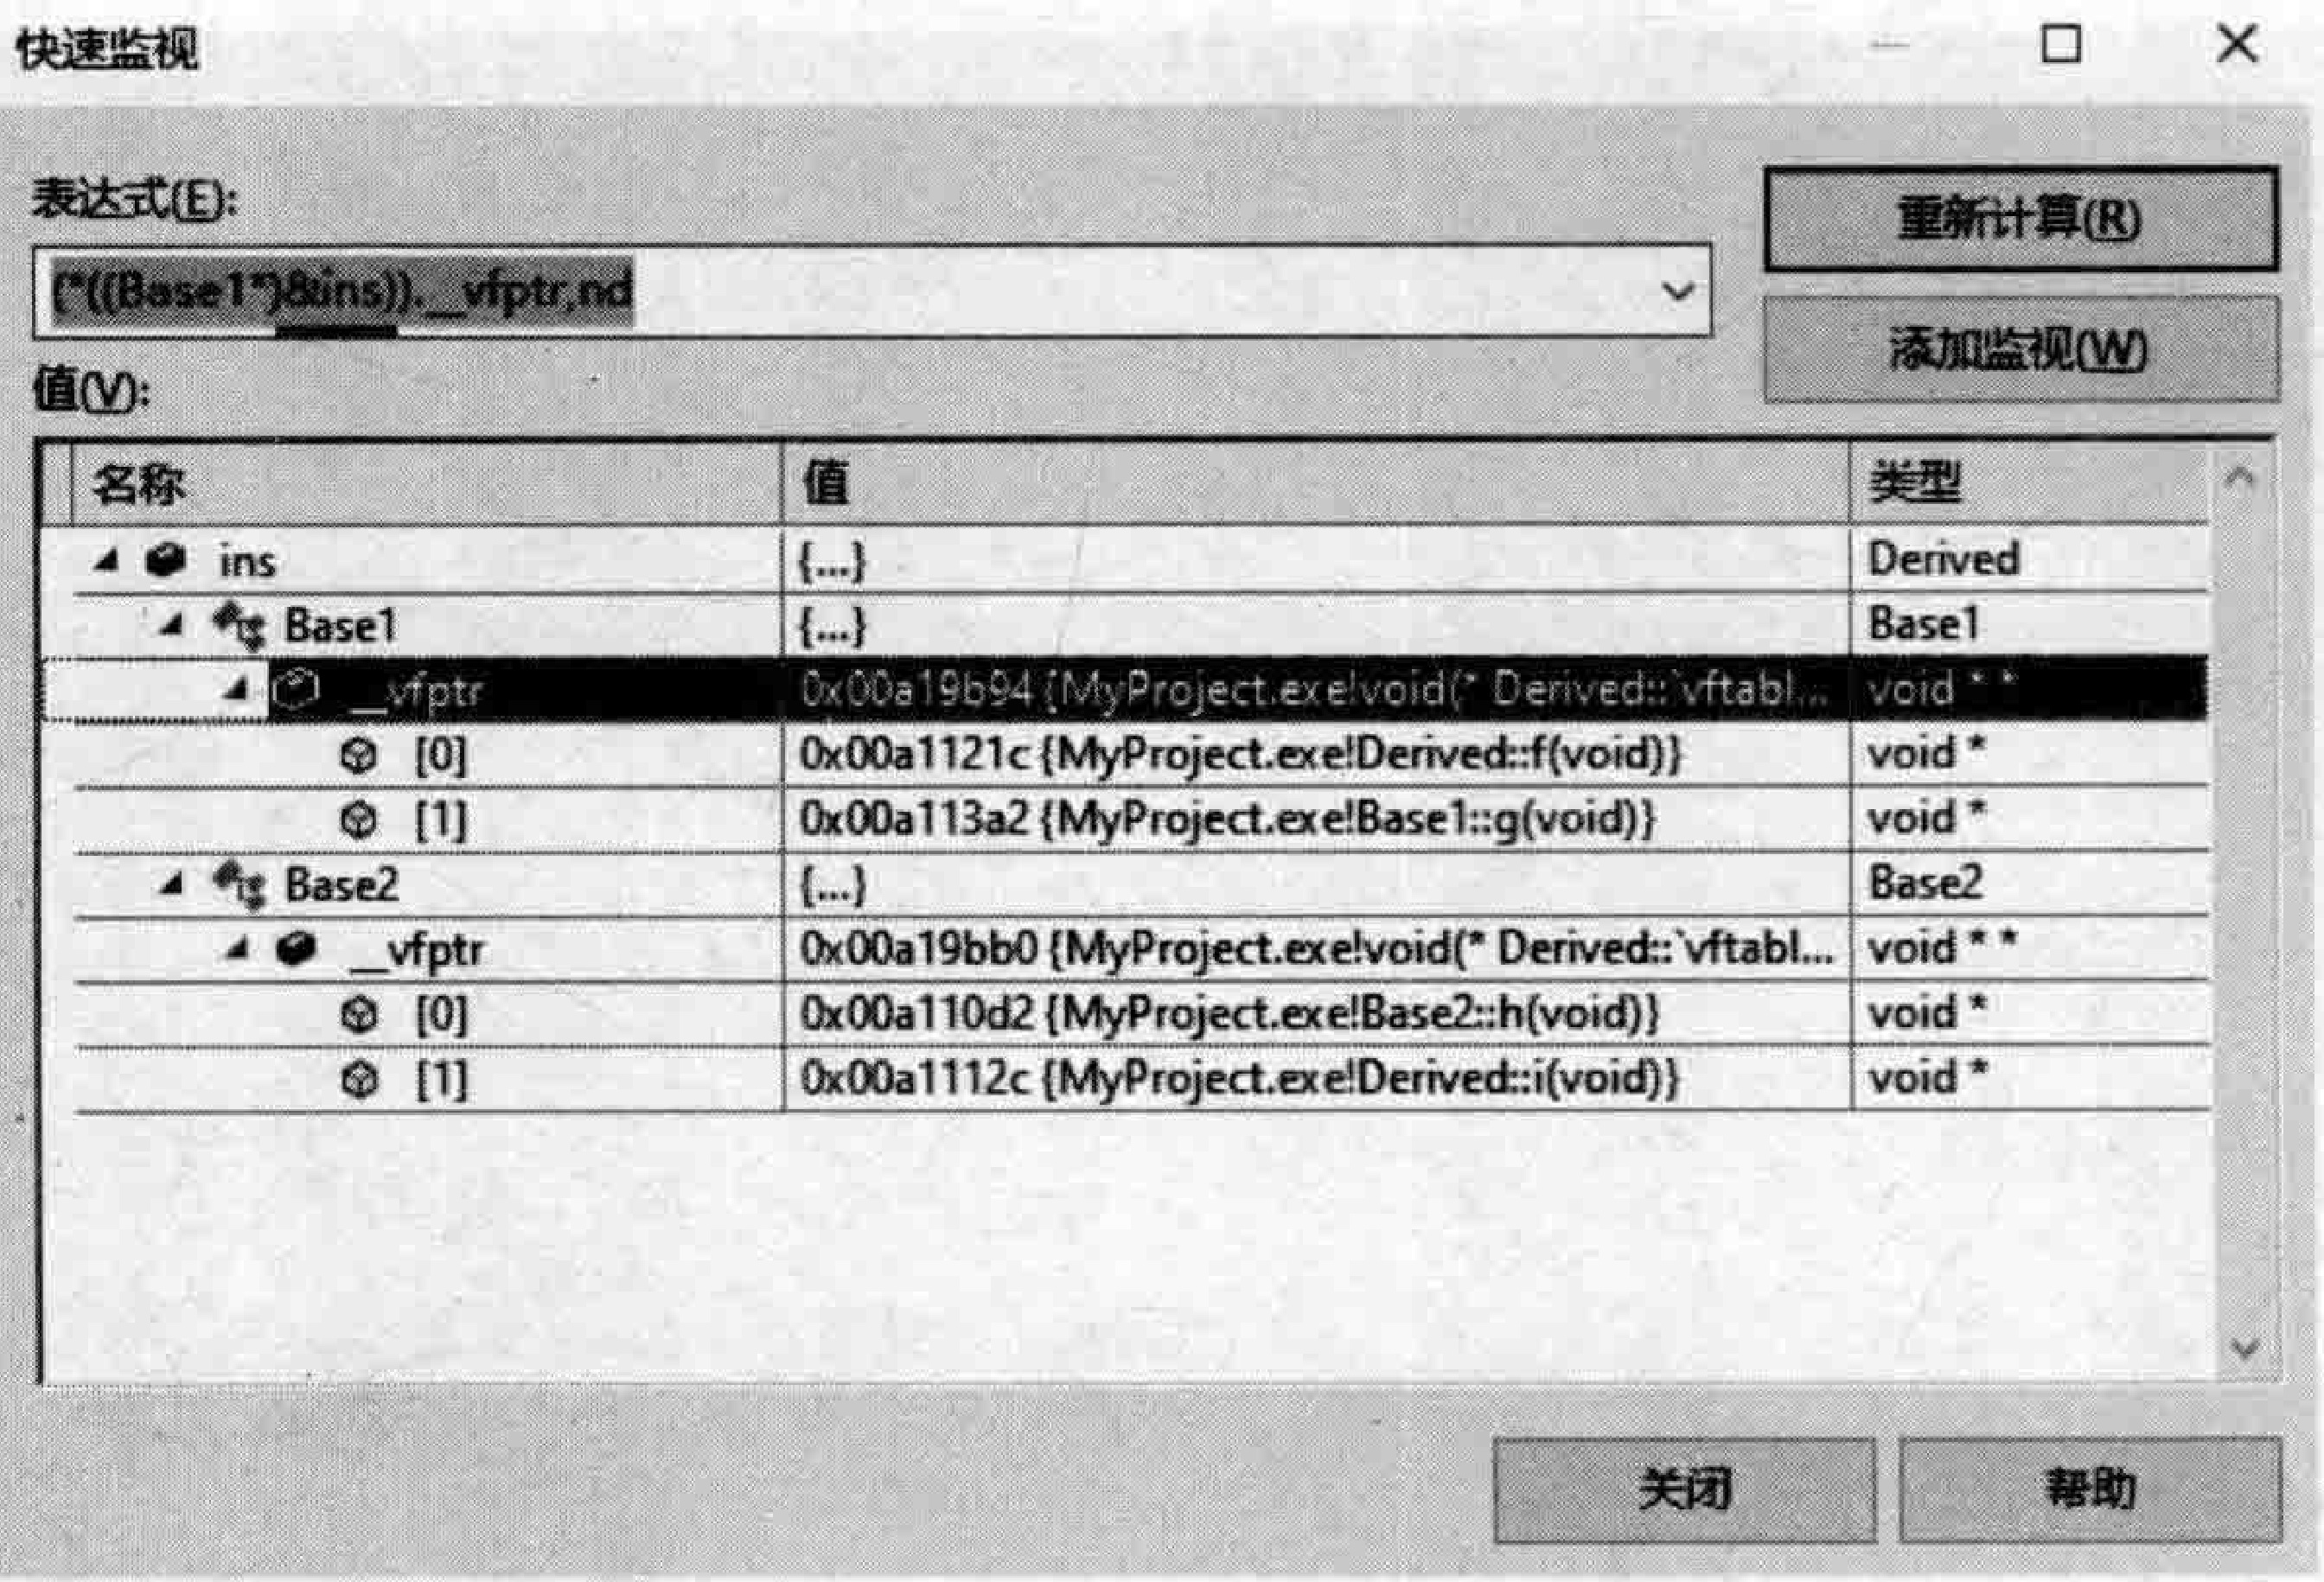 快速监视
表达式(E):
(*((Base1*)&ins)).__vfptr,nd
重新计算(R)
添加监视(W)
值(V):
名称 值 类型
ins {...} Derived
Base1 {...} Base1
__vfptr 0x00a19b94 {MyProject.exe!void(* Derived::`vftabl... void * *
[0] 0x00a1121c {MyProject.exe!Derived::f(void)} void *
[1] 0x00a113a2 {MyProject.exe!Base1::g(void)} void *
Base2 {...} Base2
__vfptr 0x00a19bb0 {MyProject.exe!void(* Derived::`vftabl... void * *
[0] 0x00a110d2 {MyProject.exe!Base2::h(void)} void *
[1] 0x00a1112c {MyProject.exe!Derived::i(void)} void *
关闭 帮助